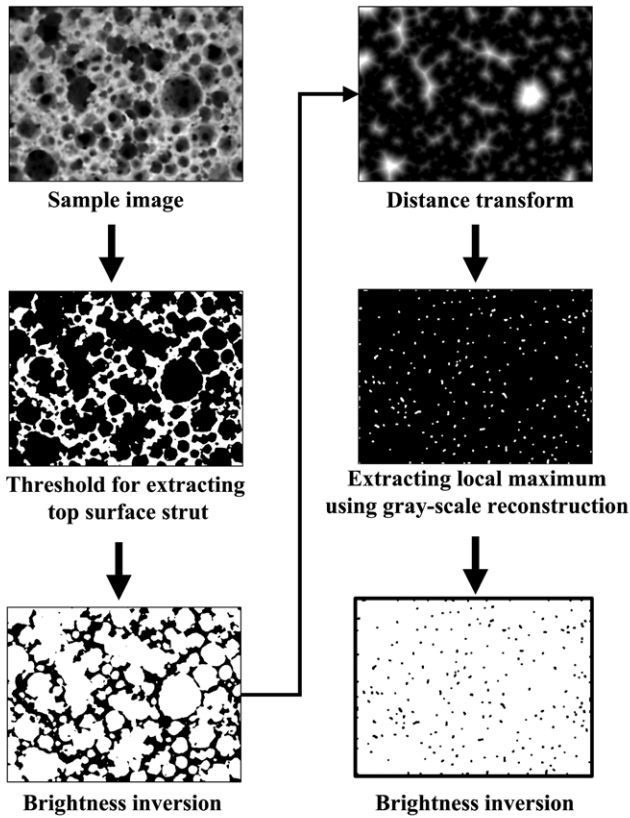 Sample image
Threshold for extracting
top surface strut
Brightness inversion
Distance transform
Extracting local maximum
using gray-scale reconstruction
Brightness inversion